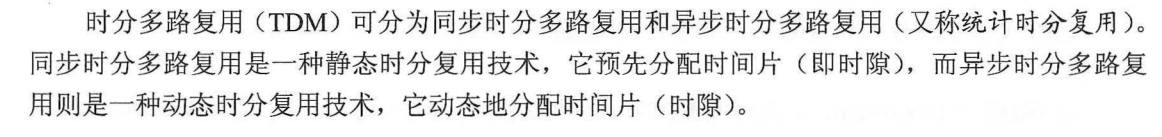 时分多路复用（TDM）可分为同步时分多路复用和异步时分多路复用（又称统计时分复用）。
同步时分多路复用是一种静态时分复用技术，它预先分配时间片（即时隙），而异步时分多路复
用则是一种动态时分复用技术，它动态地分配时间片（时隙）。